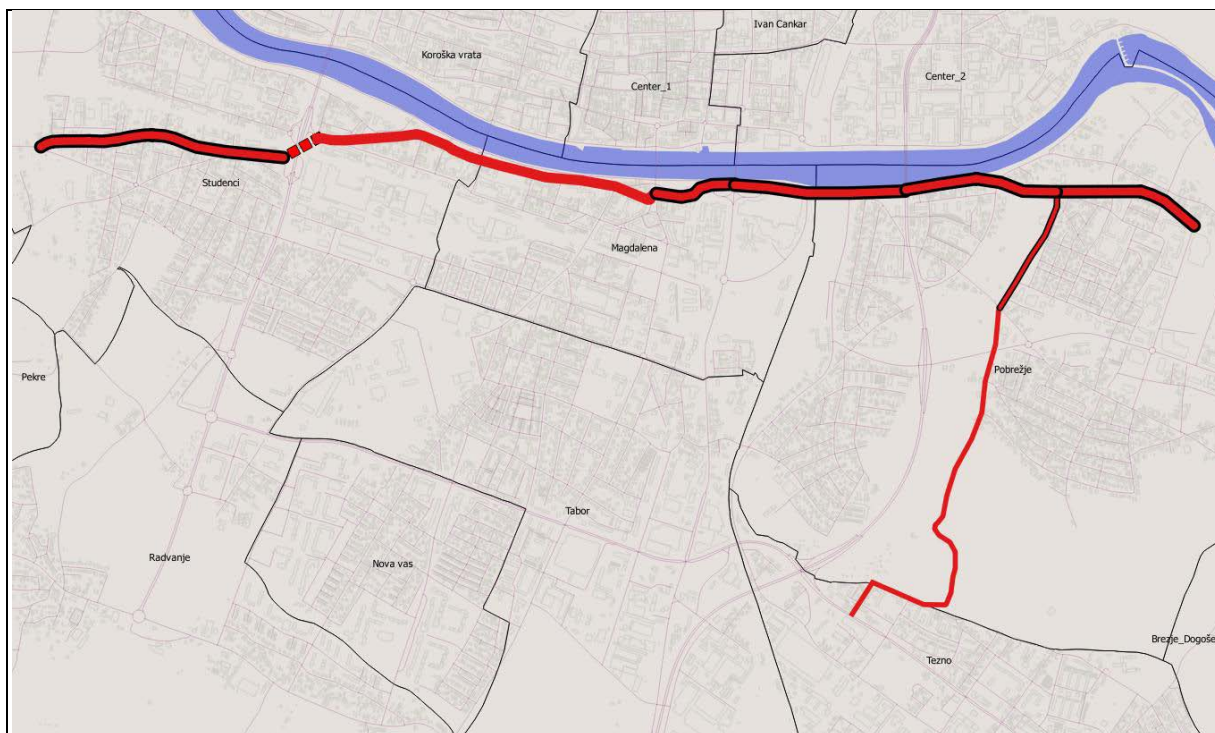 Ivan Cankar
Koroška vrata
Center_2
Center_1
Studenci
Magdalena
Pobrežje
Pekre
Tabor
Radvanje
Nova vas
Brezje_Dogoše
Tezno